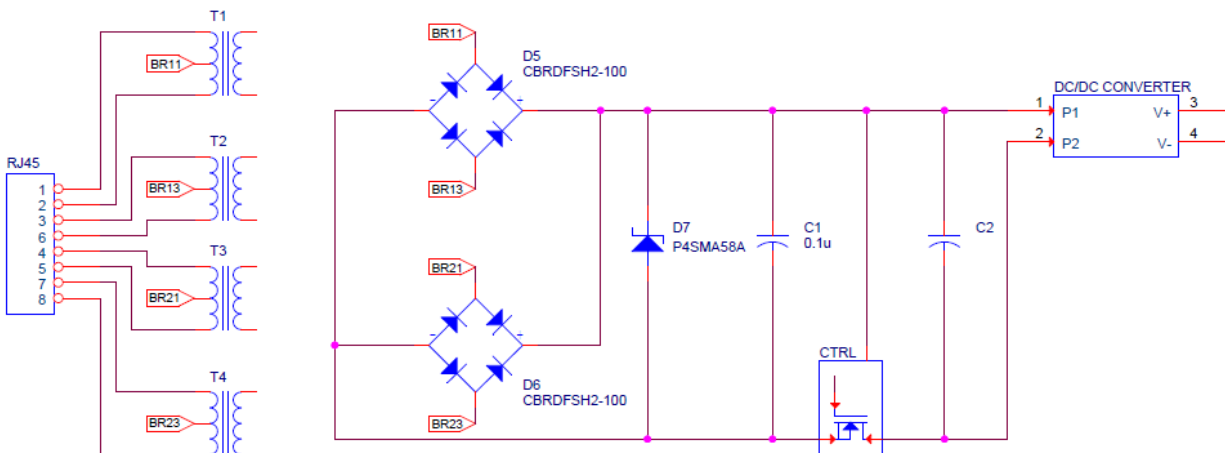 T1
BR11
T2
BR13
RJ45
1
2
3
6
4
5
7
8
T3
BR21
T4
BR23
BR11
D5
CBRDFSH2-100
-
+
BR13
BR21
-
+
D6
CBRDFSH2-100
BR23
D7
P4SMA58A
C1
0.1u
CTRL
C2
DC/DC CONVERTER
1 P1 V+ 3
2 P2 V- 4